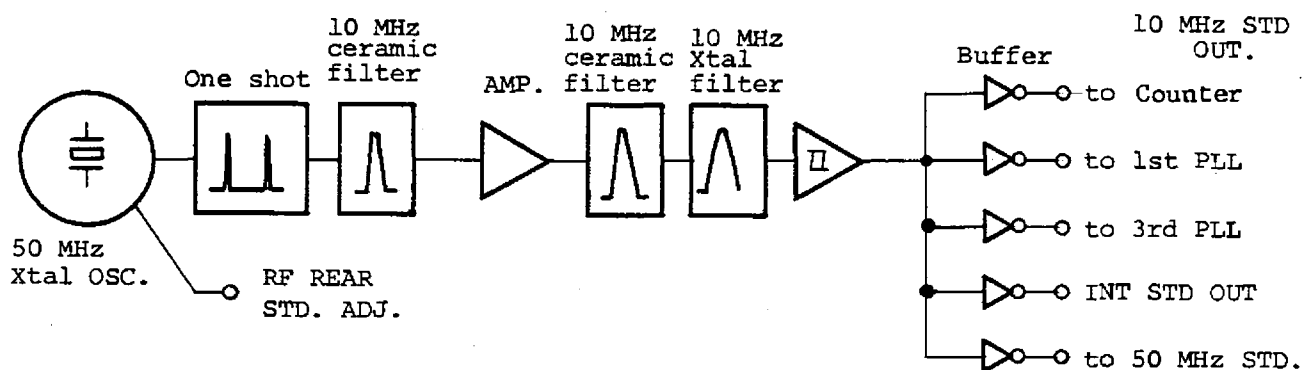 10 MHz
ceramic
filter
One shot
AMP.
10 MHz
ceramic
filter
10 MHz
Xtal
filter
Buffer
10 MHz STD
OUT.
to Counter
to 1st PLL
to 3rd PLL
INT STD OUT
to 50 MHz STD.
50 MHz
Xtal OSC.
RF REAR
STD. ADJ.